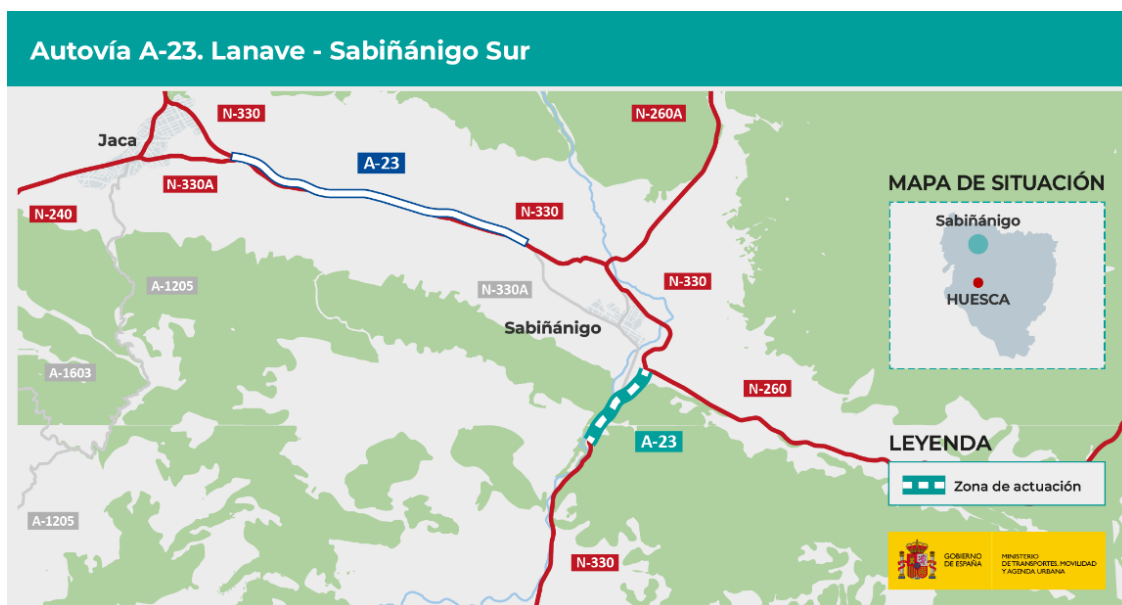 Autovía A-23. Lanave - Sabiñánigo Sur
N-330
N-260A
Jaca
A-23
N-330A
MAPA DE SITUACIÓN
N-240
N-330
Sabiñánigo
N-330
A-1205
N-330A
HUESCA
Sabiñánigo
A-1603
N-260
A-23
LEYENDA
Zona de actuación
A-1205
N-330
GOBIERNO
DE ESPAÑA
MINISTERIO
DE TRANSPORTES, MOVILIDAD
Y AGENDA URBANA